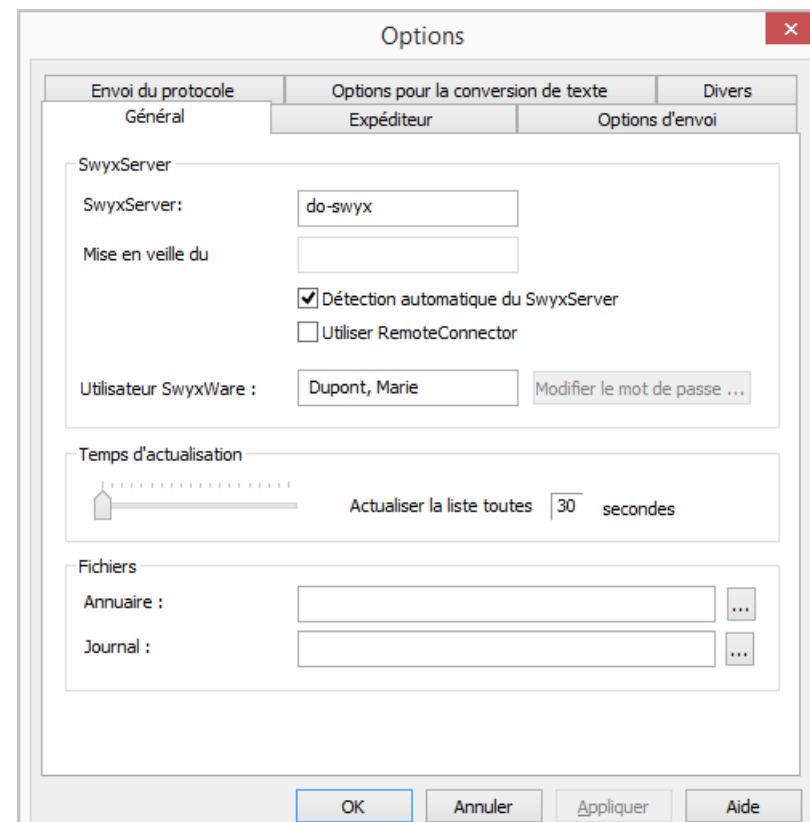 Options
Envoi du protocole Options pour la conversion de texte Divers
Général Expéditeur Options d'envoi
SwyxServer
SwyxServer: do-swyx
Mise en veille du
Détection automatique du SwyxServer
Utiliser RemoteConnector
Utilisateur SwyxWare : Dupont, Marie Modifier le mot de passe ...
Temps d'actualisation
Actualiser la liste toutes 30 secondes
Fichiers
Annuaire : ...
Journal : ...
OK Annuler Appliquer Aide